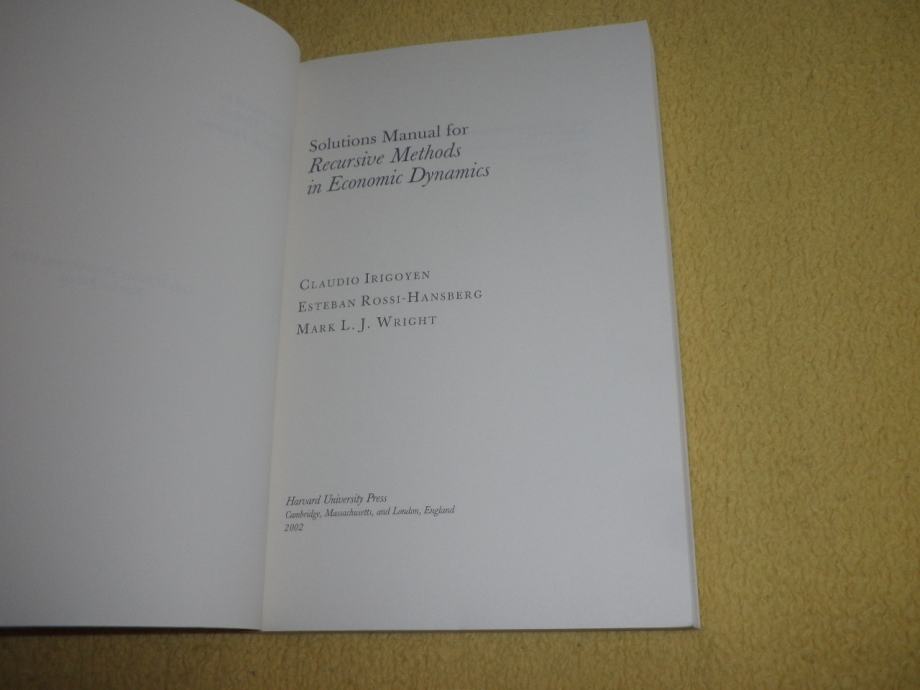 Solutions Manual for
Recursive Methods
in Economic Dynamics
CLAUDIO IRIGOYEN
ESTEBAN ROSSI-HANSBERG
MARK L. J. WRIGHT
Harvard University Press
Cambridge, Massachusetts, and London, England
2002